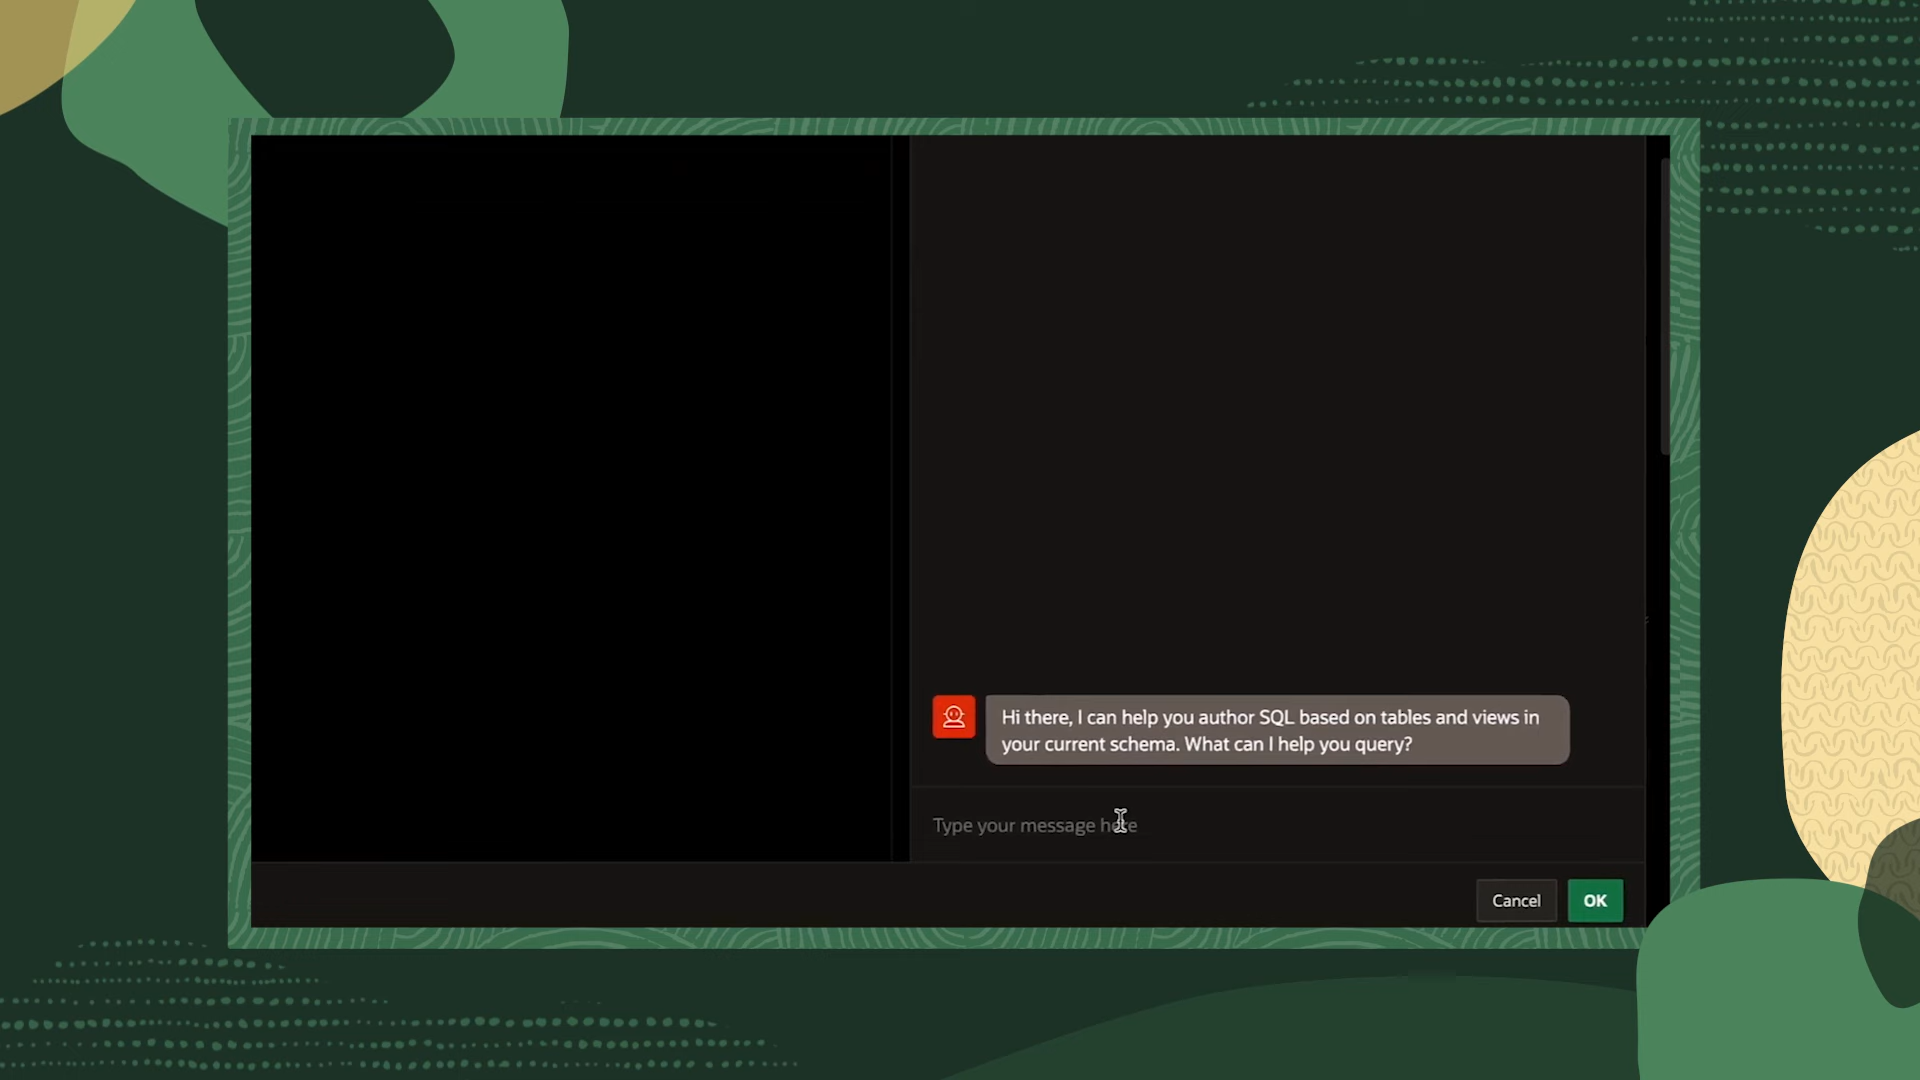 Hi there, I can help you author SQL based on tables and views in
your current schema. What can I help you query?
Type your message here
Cancel
OK